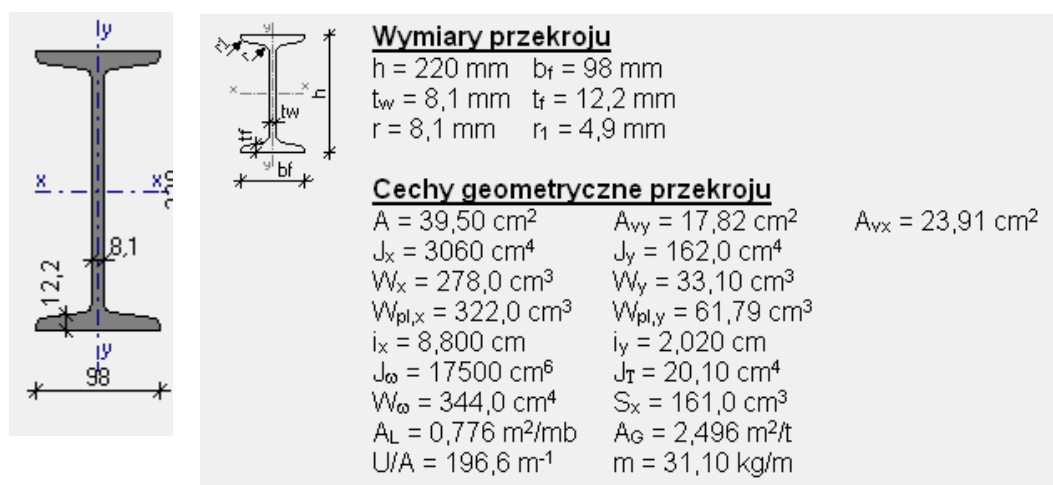 y
x x
8,1
12,2
y
98
y
r1
r
x x
h
tw
tf
y
bf
Wymiary przekroju
h = 220 mm bf = 98 mm
tw = 8,1 mm tf = 12,2 mm
r = 8,1 mm r1 = 4,9 mm
Cechy geometryczne przekroju
A = 39,50 cm² Avy = 17,82 cm² Avx = 23,91 cm²
Jx = 3060 cm⁴ Jy = 162,0 cm⁴
Wx = 278,0 cm³ Wy = 33,10 cm³
Wpl,x = 322,0 cm³ Wpl,y = 61,79 cm³
ix = 8,800 cm iy = 2,020 cm
Jω = 17500 cm⁶ JT = 20,10 cm⁴
Wω = 344,0 cm⁴ Sx = 161,0 cm³
AL = 0,776 m²/mb AG = 2,496 m²/t
U/A = 196,6 m⁻¹ m = 31,10 kg/m